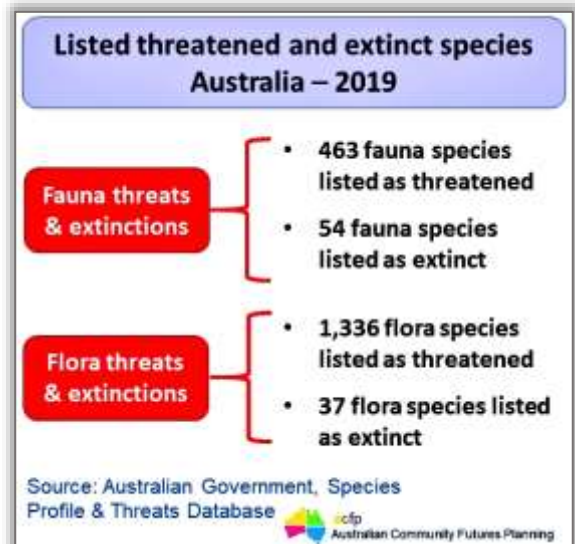 Listed threatened and extinct species
Australia – 2019
Fauna threats
& extinctions
• 463 fauna species
listed as threatened
• 54 fauna species
listed as extinct
Flora threats
& extinctions
• 1,336 flora species
listed as threatened
• 37 flora species listed
as extinct
Source: Australian Government, Species
Profile & Threats Database
acfp
Australian Community Futures Planning